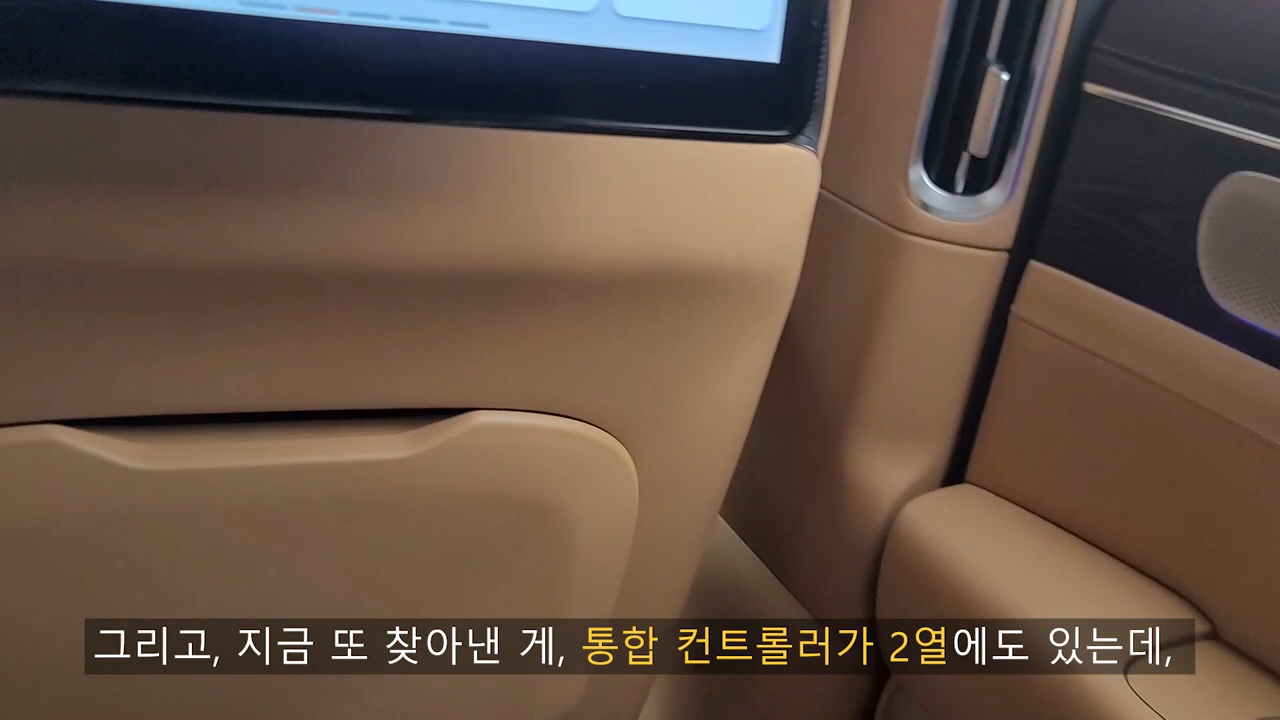 그리고, 지금 또 찾아낸 게, 통합 컨트롤러가 2열에도 있는데,